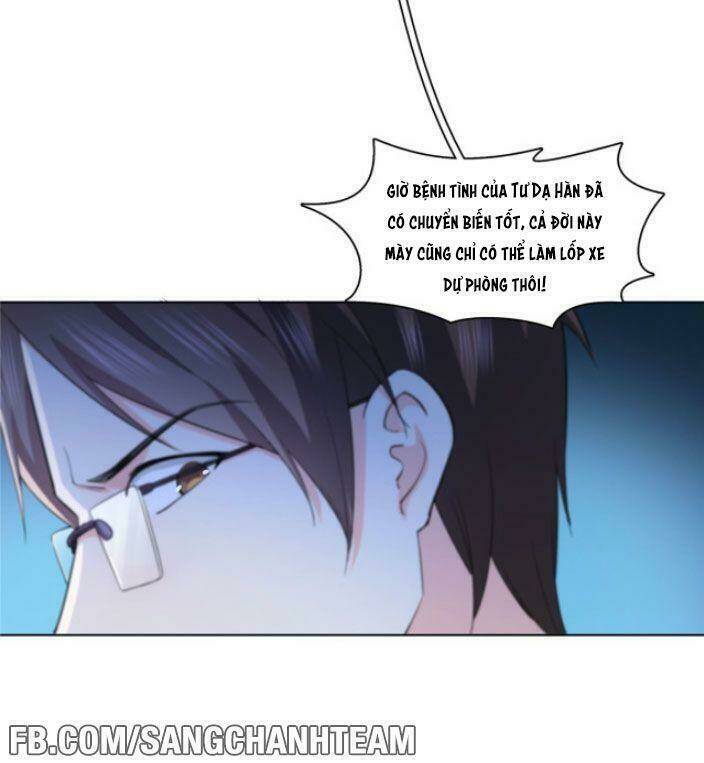 GIỜ BỆNH TÌNH CỦA TƯ DẠ HÀN ĐÃ
CÓ CHUYỂN BIẾN TỐT, CẢ ĐỜI NÀY
MÀY CŨNG CHỈ CÓ THỂ LÀM LỐP XE
DỰ PHÒNG THÔI!
FB.COM/SANGCHANHTEAM